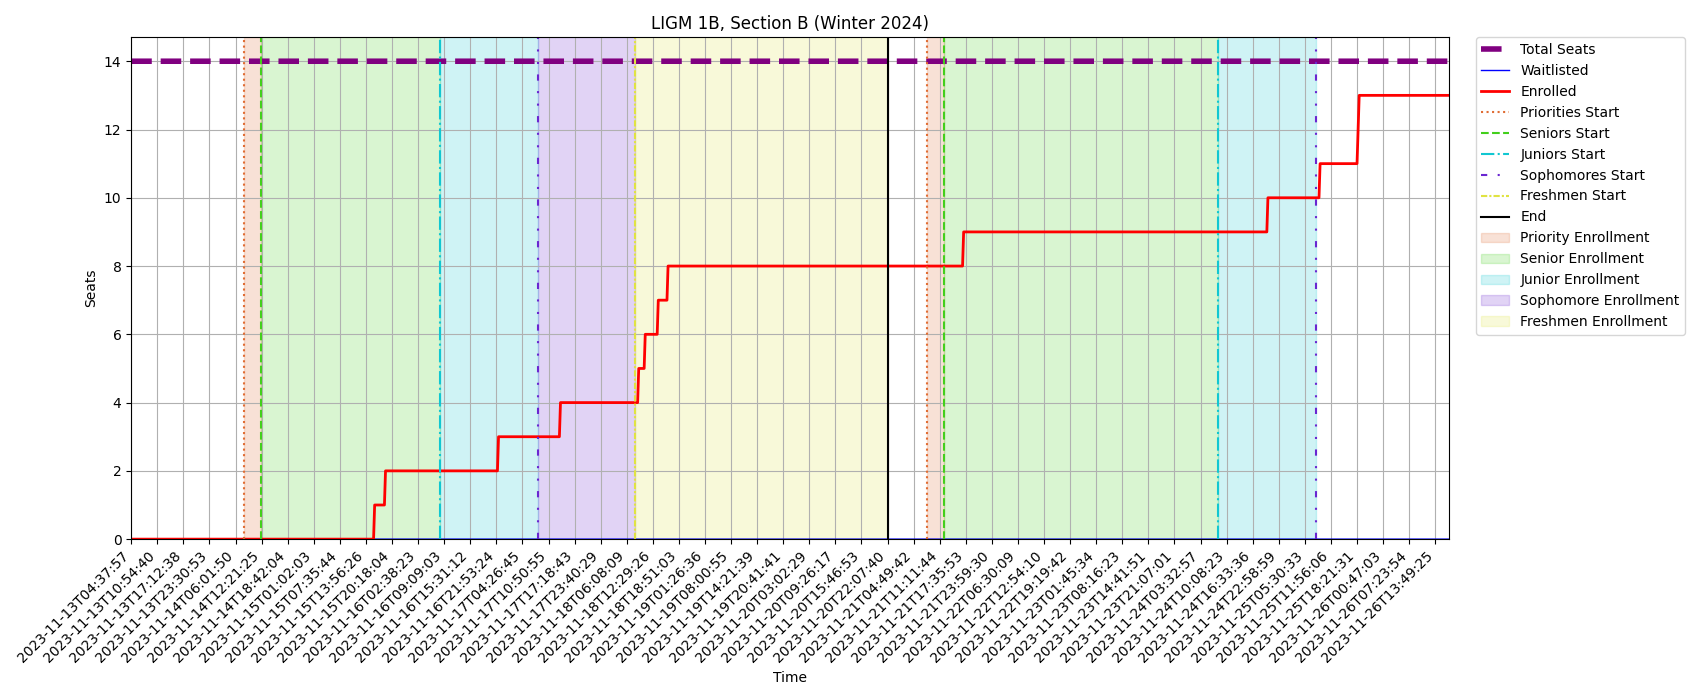 LIGM 1B, Section B (Winter 2024)
Total Seats
Waitlisted
Enrolled
Priorities Start
Seniors Start
Juniors Start
Sophomores Start
Freshmen Start
End
Priority Enrollment
Senior Enrollment
Junior Enrollment
Sophomore Enrollment
Freshmen Enrollment
Seats
14
12
10
8
6
4
2
0
2023-11-13T04:37:57
2023-11-13T10:54:40
2023-11-13T17:12:38
2023-11-13T23:30:53
2023-11-14T06:01:50
2023-11-14T12:21:25
2023-11-14T18:42:04
2023-11-15T01:02:03
2023-11-15T07:35:44
2023-11-15T13:56:26
2023-11-15T20:18:04
2023-11-16T02:38:23
2023-11-16T09:09:03
2023-11-16T15:31:12
2023-11-16T21:53:24
2023-11-17T04:26:45
2023-11-17T10:50:55
2023-11-17T17:18:43
2023-11-17T23:40:29
2023-11-18T06:08:09
2023-11-18T12:29:26
2023-11-18T18:51:03
2023-11-19T01:26:36
2023-11-19T08:00:55
2023-11-19T14:21:39
2023-11-19T20:41:41
2023-11-20T03:02:29
2023-11-20T09:26:17
2023-11-20T15:46:53
2023-11-20T22:07:40
2023-11-21T04:49:42
2023-11-21T11:11:44
2023-11-21T17:35:53
2023-11-21T23:59:30
2023-11-22T06:30:09
2023-11-22T12:54:10
2023-11-22T19:19:42
2023-11-23T01:45:34
2023-11-23T08:16:23
2023-11-23T14:41:51
2023-11-23T21:07:01
2023-11-24T03:32:57
2023-11-24T10:08:23
2023-11-24T16:33:36
2023-11-24T22:58:59
2023-11-25T05:30:33
2023-11-25T11:56:06
2023-11-25T18:21:31
2023-11-26T00:47:03
2023-11-26T07:23:54
2023-11-26T13:49:25
Time